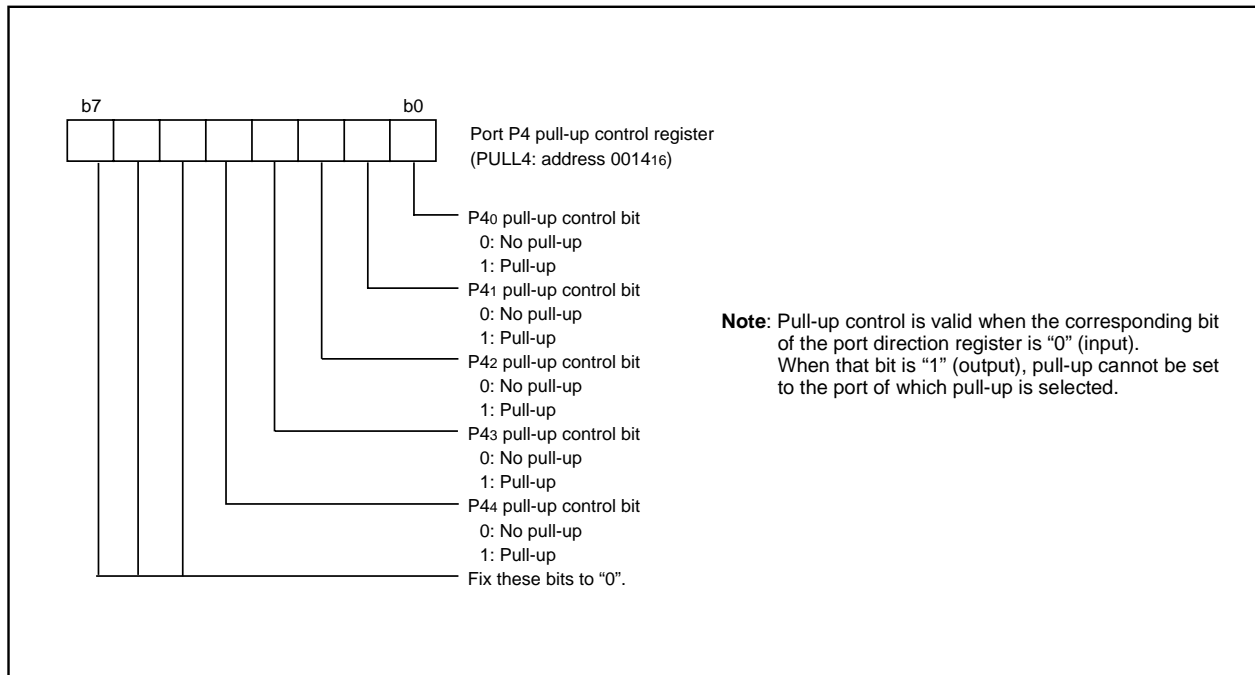 b7
b0
Port P4 pull-up control register
(PULL4: address 0014₁₆)
P4₀ pull-up control bit
0: No pull-up
1: Pull-up
P4₁ pull-up control bit
0: No pull-up
1: Pull-up
P4₂ pull-up control bit
0: No pull-up
1: Pull-up
P4₃ pull-up control bit
0: No pull-up
1: Pull-up
P4₄ pull-up control bit
0: No pull-up
1: Pull-up
Fix these bits to “0”.
Note: Pull-up control is valid when the corresponding bit
of the port direction register is “0” (input).
When that bit is “1” (output), pull-up cannot be set
to the port of which pull-up is selected.